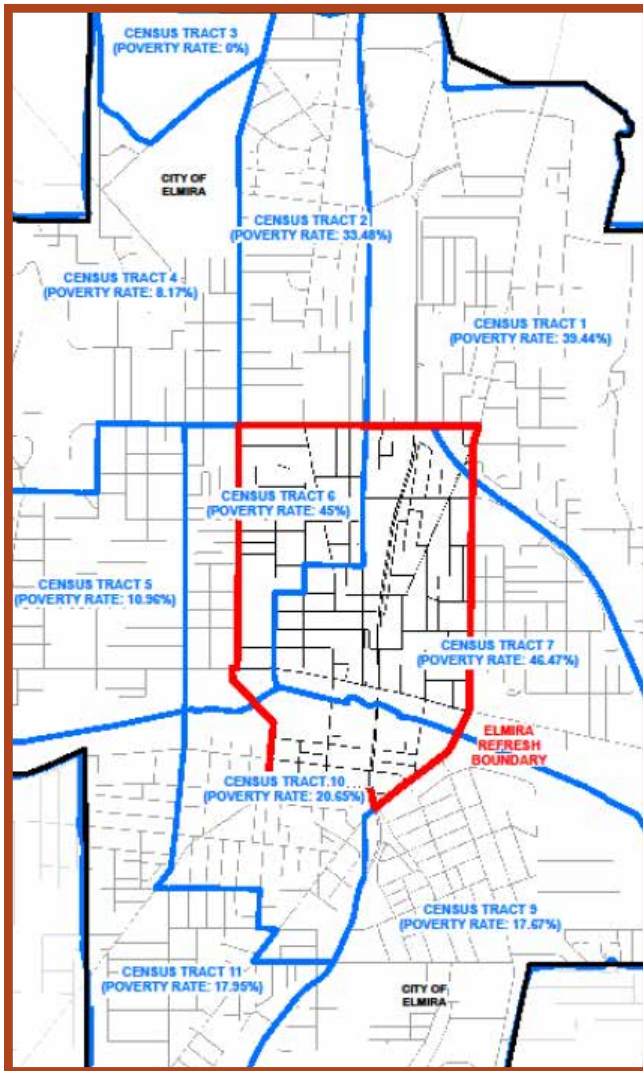 CENSUS TRACT 3
(POVERTY RATE: 0%)
CITY OF
ELMIRA
CENSUS TRACT 2
(POVERTY RATE: 33.48%)
CENSUS TRACT 4
(POVERTY RATE: 8.17%)
CENSUS TRACT 1
(POVERTY RATE: 39.44%)
CENSUS TRACT 6
(POVERTY RATE: 45%)
CENSUS TRACT 5
(POVERTY RATE: 10.96%)
CENSUS TRACT 7
(POVERTY RATE: 46.47%)
ELMIRA
REFRESH
BOUNDARY
CENSUS TRACT 10
(POVERTY RATE: 20.65%)
CENSUS TRACT 9
(POVERTY RATE: 17.67%)
CENSUS TRACT 11
(POVERTY RATE: 17.95%)
CITY OF
ELMIRA